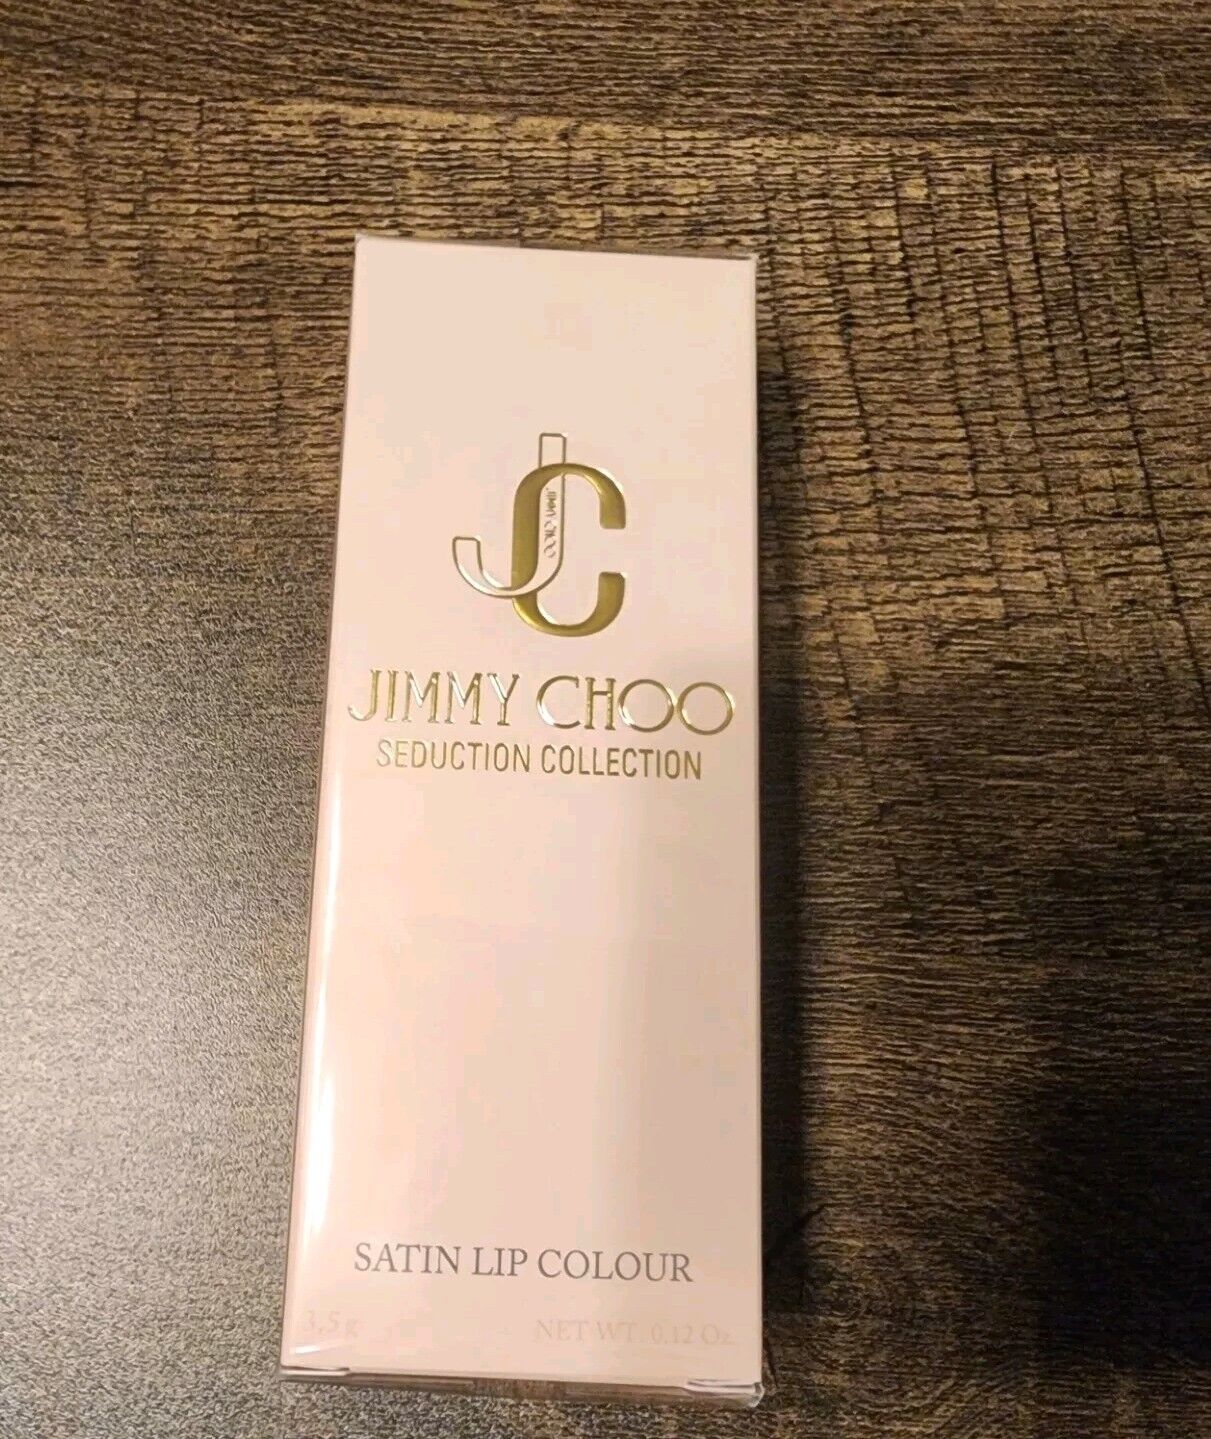 JC
JIMMY CHOO
JIMMY CHOO
SEDUCTION COLLECTION
SATIN LIP COLOUR
3,5 g NET WT. 0.12 Oz.